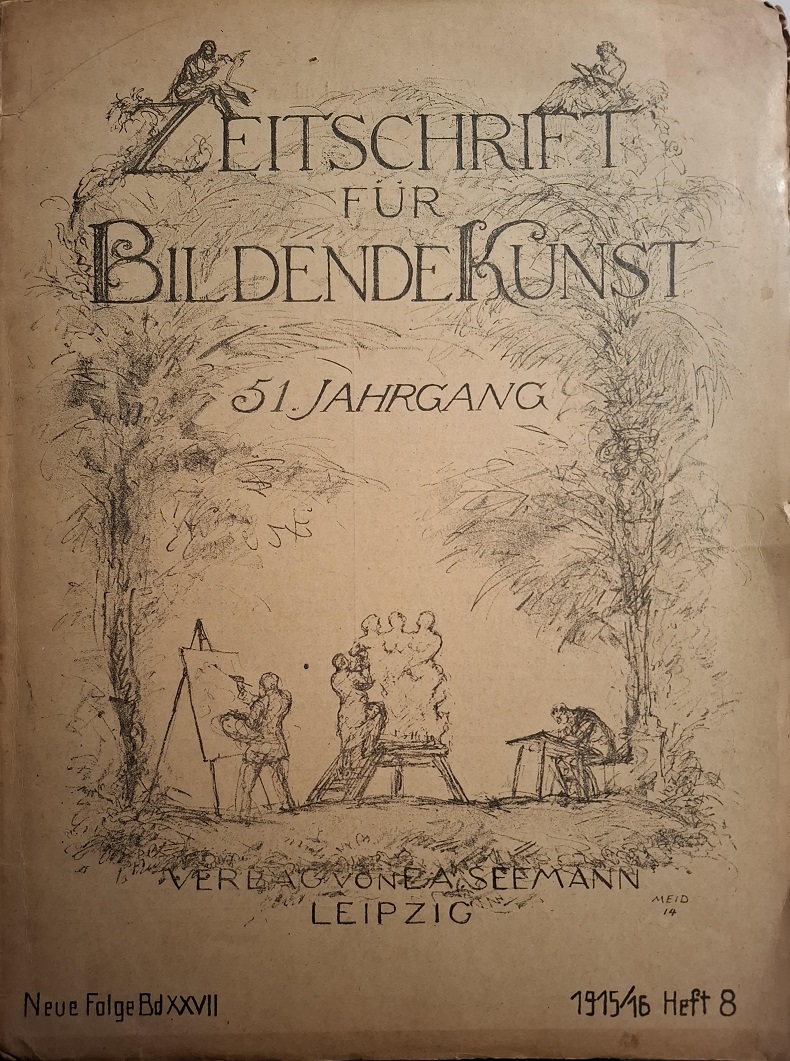 ZEITSCHRIFT
FÜR
BILDENDE KUNST
51. JAHRGANG
VERLAG VON E.A. SEEMANN
LEIPZIG
MEID
14
Neue Folge Bd XXVII
1915/16 Heft 8